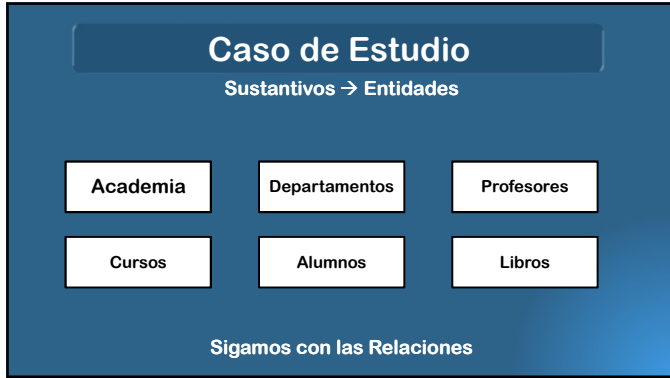 Caso de Estudio
Sustantivos → Entidades
Academia
Departamentos
Profesores
Cursos
Alumnos
Libros
Sigamos con las Relaciones